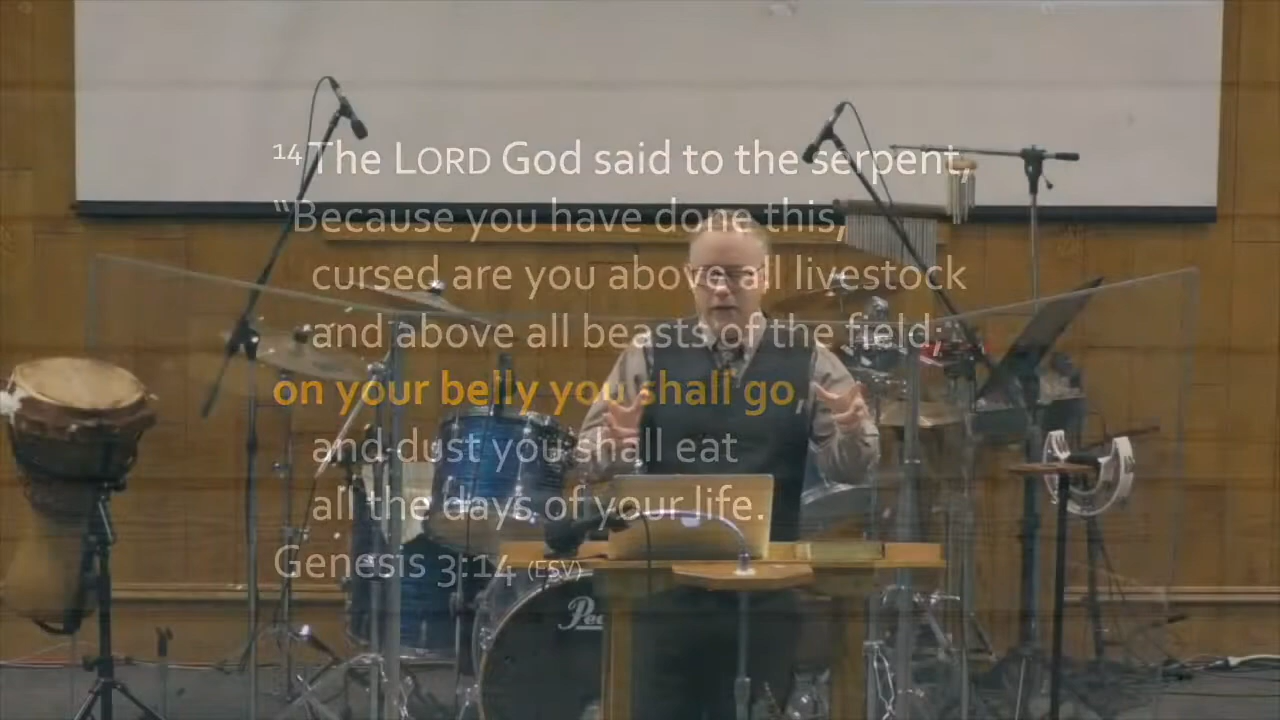 14 The LORD God said to the serpent,
“Because you have done this,
cursed are you above all livestock
and above all beasts of the field;
on your belly you shall go,
and dust you shall eat
all the days of your life.
Genesis 3:14 (ESV)